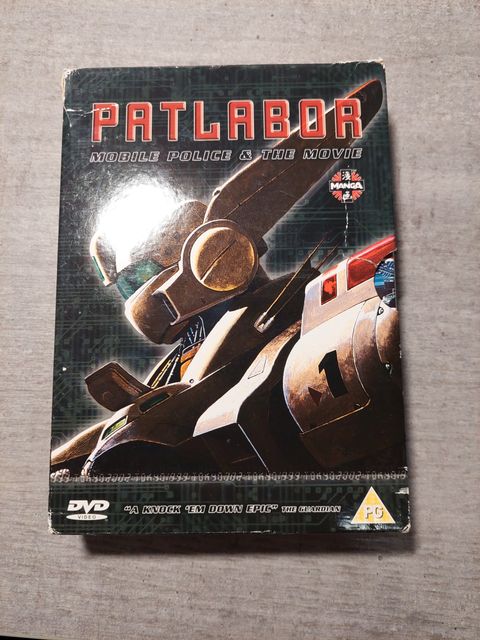 PATLABOR
MOBILE POLICE & THE MOVIE
MANGA
1
DVD
VIDEO
"A KNOCK 'EM DOWN EPIC" THE GUARDIAN
PG